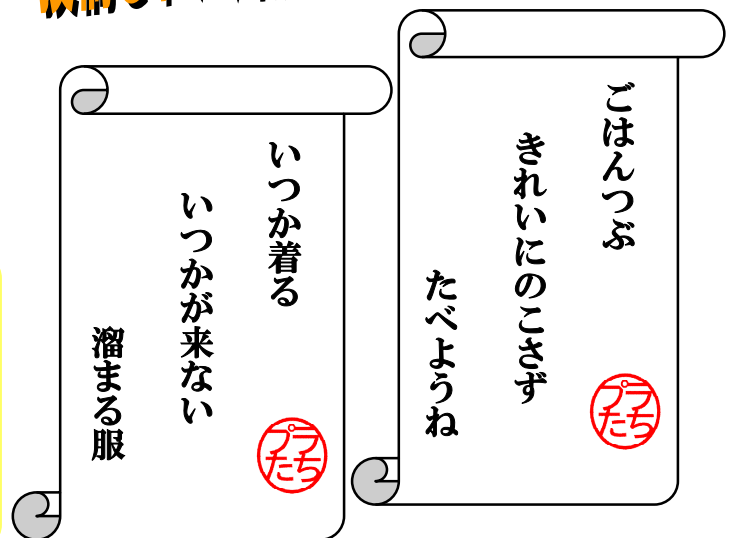 ごはんつぶ
きれいにのこさず
たべようね
プラ
たち
いつか着る
いつかが来ない
溜まる服
プラ
たち